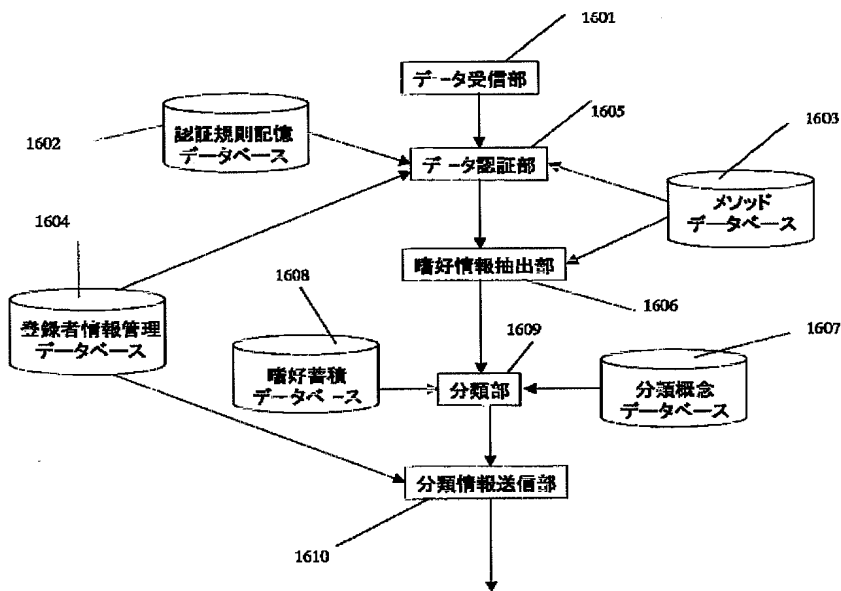 1601
データ受信部
1602
認証規則記憶
データベース
1605
データ認証部
1603
メソッド
データベース
1604
登録者情報管理
データベース
嗜好情報抽出部
1606
1608
嗜好蓄積
データベース
1609
分類部
1607
分類概念
データベース
分類情報送信部
1610